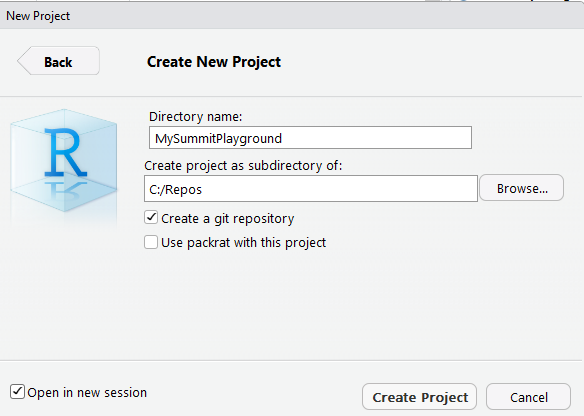 New Project
Back
Create New Project
R
Directory name:
MySummitPlayground
Create project as subdirectory of:
C:/Repos
Browse...
Create a git repository
Use packrat with this project
Open in new session
Create Project
Cancel